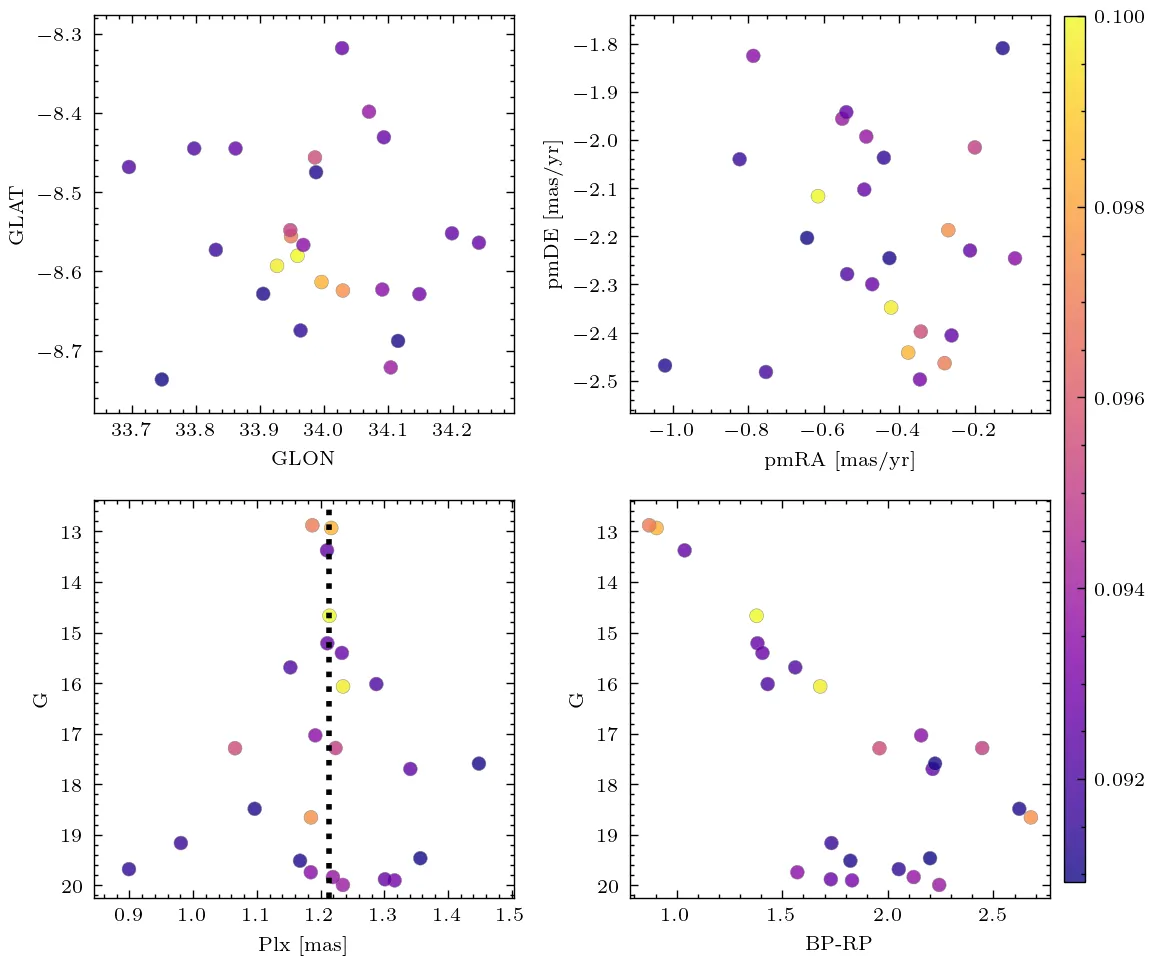 −8.3
−8.4
−8.5
−8.6
−8.7
GLAT
33.7 33.8 33.9 34.0 34.1 34.2
GLON
−1.8
−1.9
−2.0
−2.1
−2.2
−2.3
−2.4
−2.5
pmDE [mas/yr]
−1.0 −0.8 −0.6 −0.4 −0.2
pmRA [mas/yr]
0.100
0.098
0.096
0.094
0.092
13
14
15
16
17
18
19
20
G
0.9 1.0 1.1 1.2 1.3 1.4 1.5
Plx [mas]
13
14
15
16
17
18
19
20
G
1.0 1.5 2.0 2.5
BP-RP